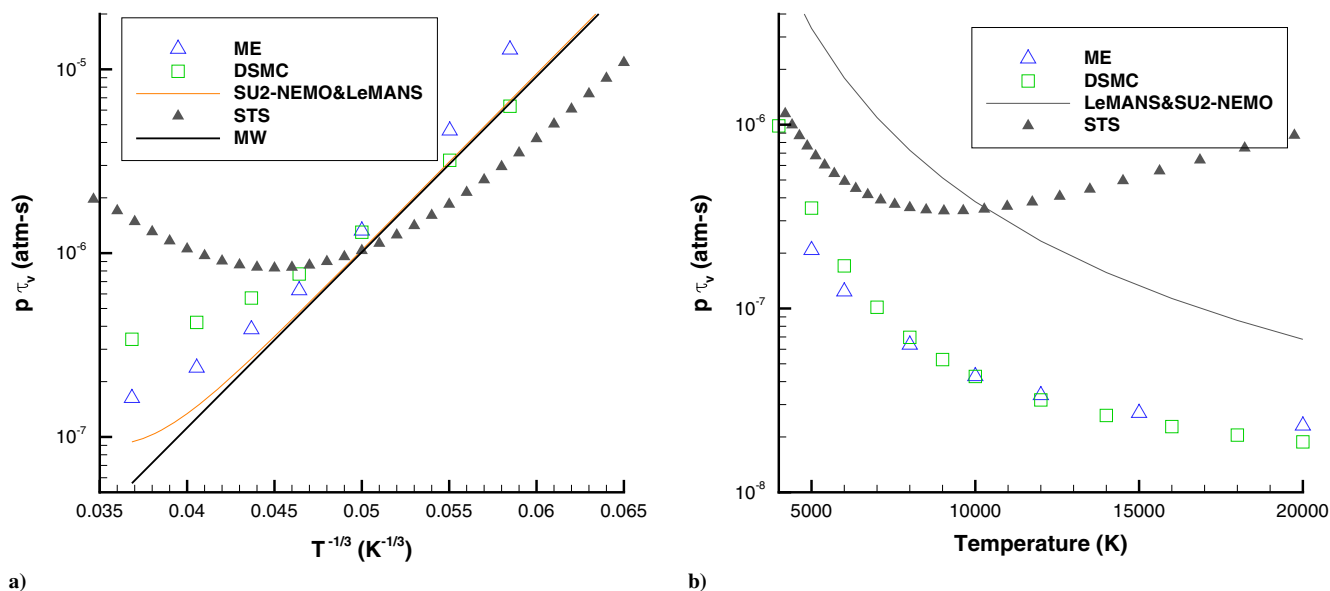 ME
DSMC
SU2-NEMO&LeMANS
STS
MW
10^-5
10^-6
10^-7
p τv (atm-s)
0.035 0.04 0.045 0.05 0.055 0.06 0.065
T^-1/3 (K^-1/3)
a)
ME
DSMC
LeMANS&SU2-NEMO
STS
10^-6
10^-7
10^-8
p τv (atm-s)
5000 10000 15000 20000
Temperature (K)
b)